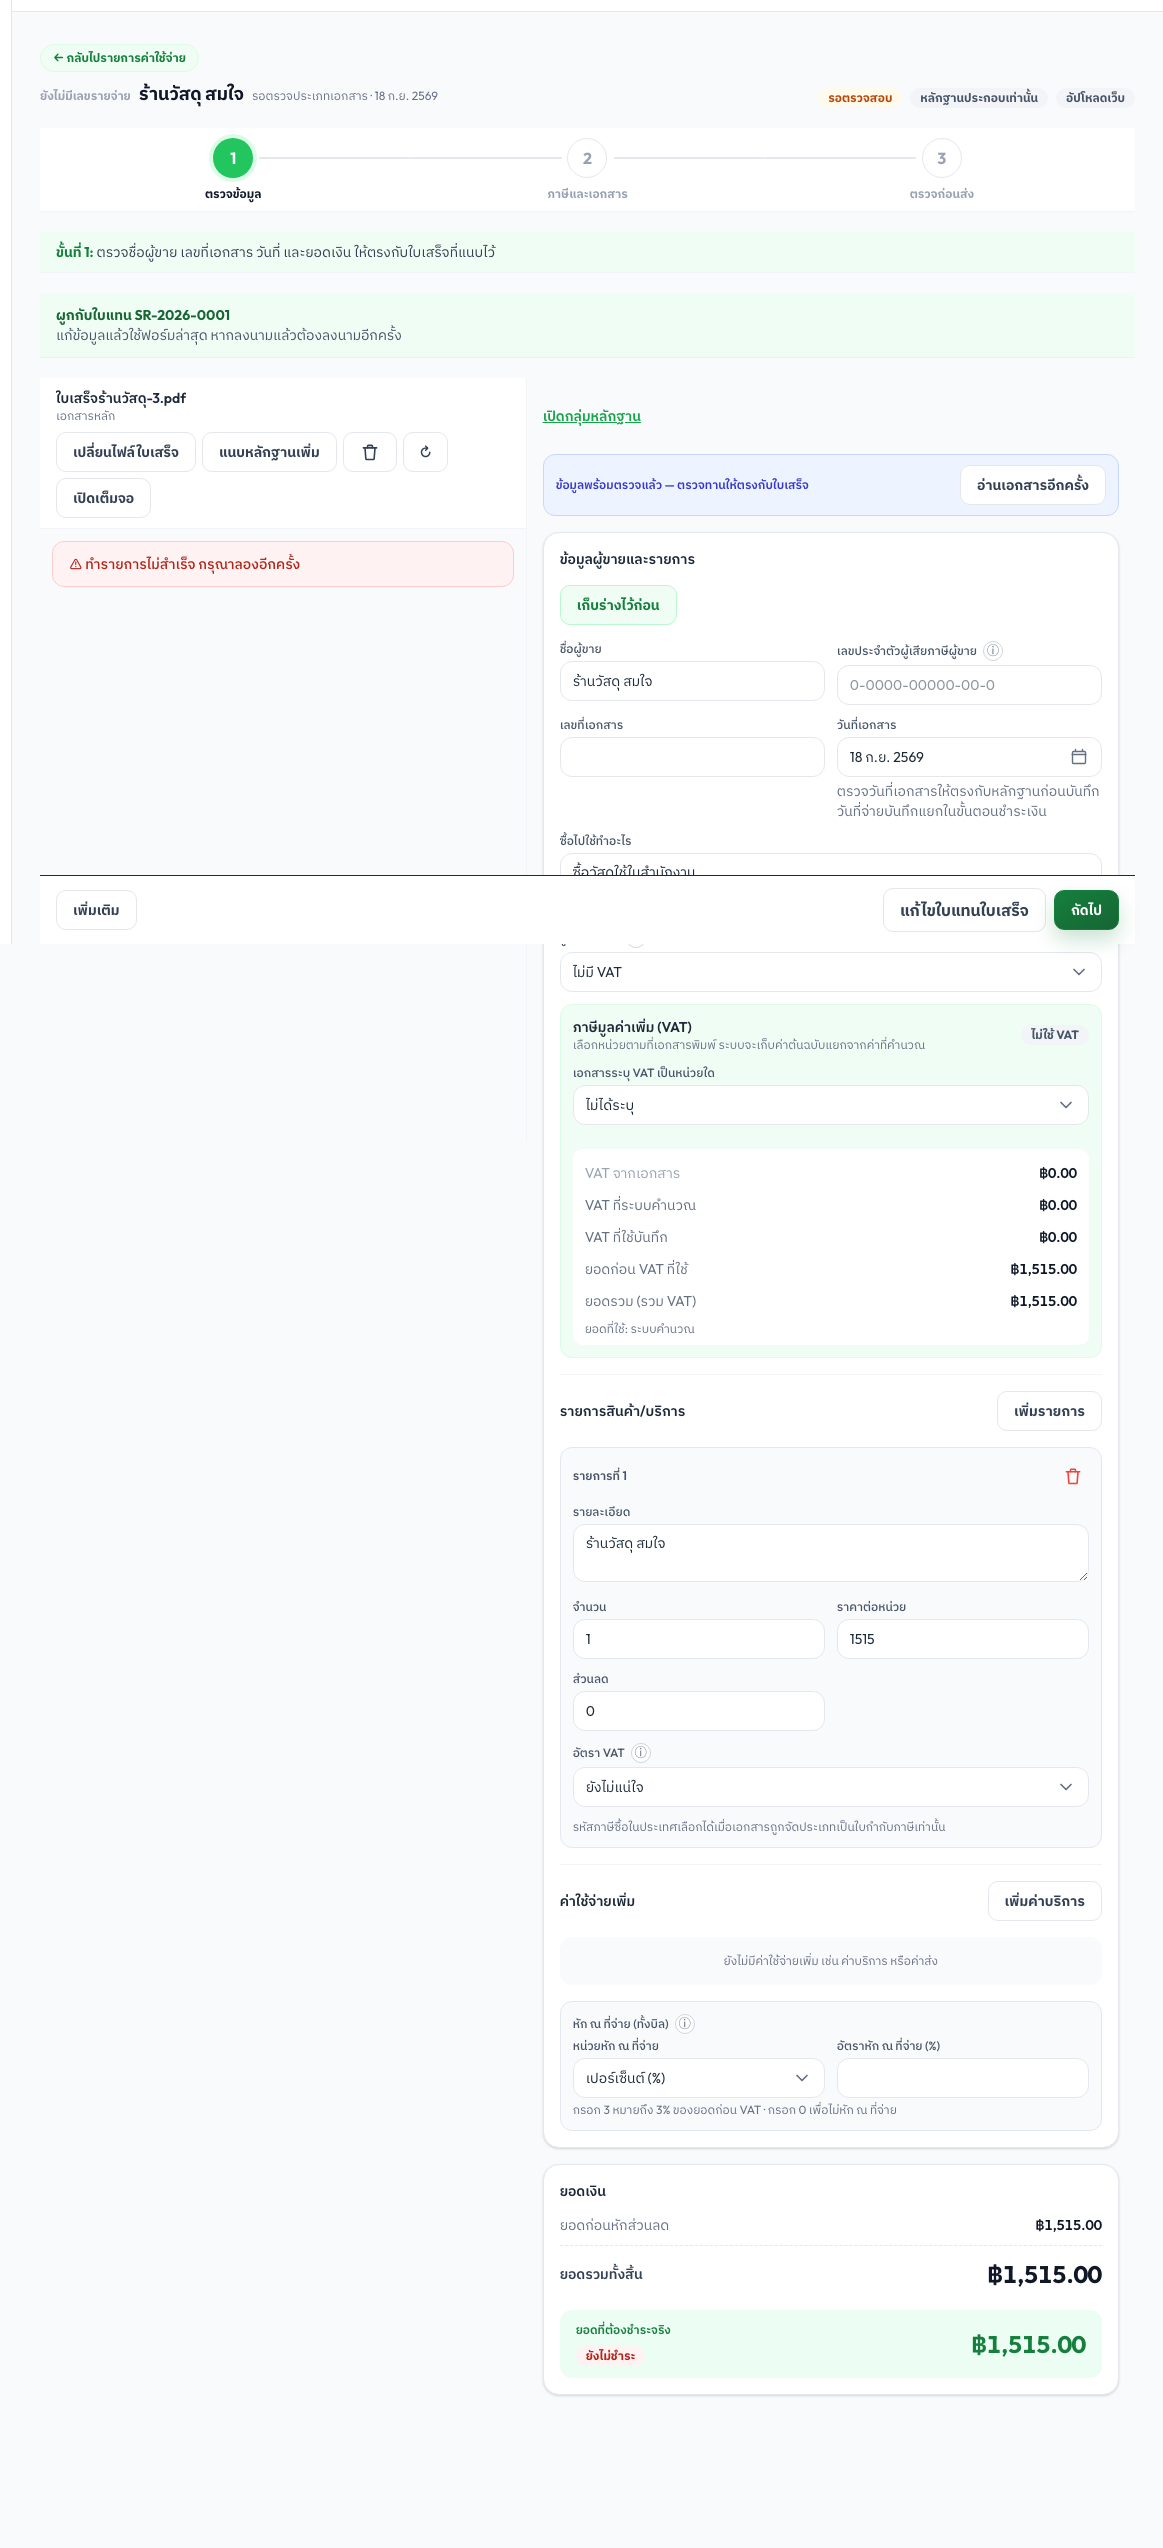 ← กลับไปรายการค่าใช้จ่าย
ยังไม่มีเลขรายจ่าย ร้านวัสดุ สมใจ รอตรวจประเภทเอกสาร · 18 ก.ย. 2569
รอตรวจสอบ หลักฐานประกอบเท่านั้น อัปโหลดเว็บ
1 2 3
ตรวจข้อมูล ภาษีและเอกสาร ตรวจก่อนส่ง
ขั้นที่ 1: ตรวจชื่อผู้ขาย เลขที่เอกสาร วันที่ และยอดเงิน ให้ตรงกับใบเสร็จที่แนบไว้
ผูกกับใบแทน SR-2026-0001
แก้ข้อมูลแล้วใช้ฟอร์มล่าสุด หากลงนามแล้วต้องลงนามอีกครั้ง
ใบเสร็จร้านวัสดุ-3.pdf
เอกสารหลัก
เปลี่ยนไฟล์ใบเสร็จ แนบหลักฐานเพิ่ม
เปิดเต็มจอ
ทำรายการไม่สำเร็จ กรุณาลองอีกครั้ง
เปิดกลุ่มหลักฐาน
ข้อมูลพร้อมตรวจแล้ว — ตรวจทานให้ตรงกับใบเสร็จ อ่านเอกสารอีกครั้ง
ข้อมูลผู้ขายและรายการ
เก็บร่างไว้ก่อน
ชื่อผู้ขาย เลขประจำตัวผู้เสียภาษีผู้ขาย
ร้านวัสดุ สมใจ 0-0000-00000-00-0
เลขที่เอกสาร วันที่เอกสาร
18 ก.ย. 2569
ตรวจวันที่เอกสารให้ตรงกับหลักฐานก่อนบันทึก
วันที่จ่ายบันทึกแยกในขั้นตอนชำระเงิน
ซื้อไปใช้ทำอะไร
ซื้อวัสดุใช้ในสำนักงาน
เพิ่มเติม แก้ไขใบแทนใบเสร็จ ถัดไป
ไม่มี VAT
ภาษีมูลค่าเพิ่ม (VAT) ไม่ใช้ VAT
เลือกหน่วยตามที่เอกสารพิมพ์ ระบบจะเก็บค่าต้นฉบับแยกจากค่าที่คำนวณ
เอกสารระบุ VAT เป็นหน่วยใด
ไม่ได้ระบุ
VAT จากเอกสาร ฿0.00
VAT ที่ระบบคำนวณ ฿0.00
VAT ที่ใช้บันทึก ฿0.00
ยอดก่อน VAT ที่ใช้ ฿1,515.00
ยอดรวม (รวม VAT) ฿1,515.00
ยอดที่ใช้: ระบบคำนวณ
รายการสินค้า/บริการ เพิ่มรายการ
รายการที่ 1
รายละเอียด
ร้านวัสดุ สมใจ
จำนวน ราคาต่อหน่วย
1 1515
ส่วนลด
0
อัตรา VAT
ยังไม่แน่ใจ
รหัสภาษีซื้อในประเทศเลือกได้เมื่อเอกสารถูกจัดประเภทเป็นใบกำกับภาษีเท่านั้น
ค่าใช้จ่ายเพิ่ม เพิ่มค่าบริการ
ยังไม่มีค่าใช้จ่ายเพิ่ม เช่น ค่าบริการ หรือค่าส่ง
หัก ณ ที่จ่าย (ทั้งบิล)
หน่วยหัก ณ ที่จ่าย อัตราหัก ณ ที่จ่าย (%)
เปอร์เซ็นต์ (%)
กรอก 3 หมายถึง 3% ของยอดก่อน VAT · กรอก 0 เพื่อไม่หัก ณ ที่จ่าย
ยอดเงิน
ยอดก่อนหักส่วนลด ฿1,515.00
ยอดรวมทั้งสิ้น ฿1,515.00
ยอดที่ต้องชำระจริง ฿1,515.00
ยังไม่ชำระ